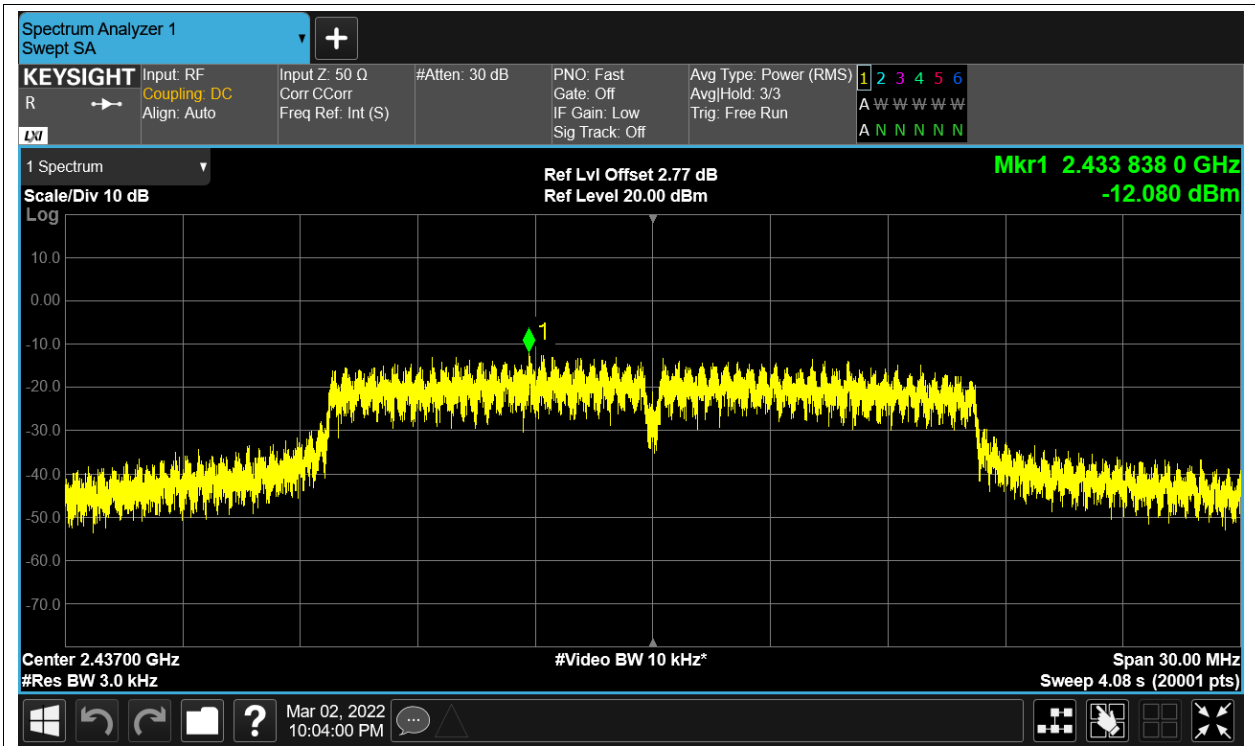 Spectrum Analyzer 1
Swept SA
KEYSIGHT
R
LXI
Input: RF
Coupling: DC
Align: Auto
Input Z: 50 Ω
Corr CCorr
Freq Ref: Int (S)
#Atten: 30 dB
PNO: Fast
Gate: Off
IF Gain: Low
Sig Track: Off
Avg Type: Power (RMS)
Avg|Hold: 3/3
Trig: Free Run
1 2 3 4 5 6
A W W W W W
A N N N N N
1 Spectrum
Scale/Div 10 dB
Log
Ref Lvl Offset 2.77 dB
Ref Level 20.00 dBm
Mkr1 2.433 838 0 GHz
-12.080 dBm
10.0
0.00
1
-10.0
-20.0
-30.0
-40.0
-50.0
-60.0
-70.0
Center 2.43700 GHz
#Res BW 3.0 kHz
#Video BW 10 kHz*
Span 30.00 MHz
Sweep 4.08 s (20001 pts)
?
Mar 02, 2022
10:04:00 PM